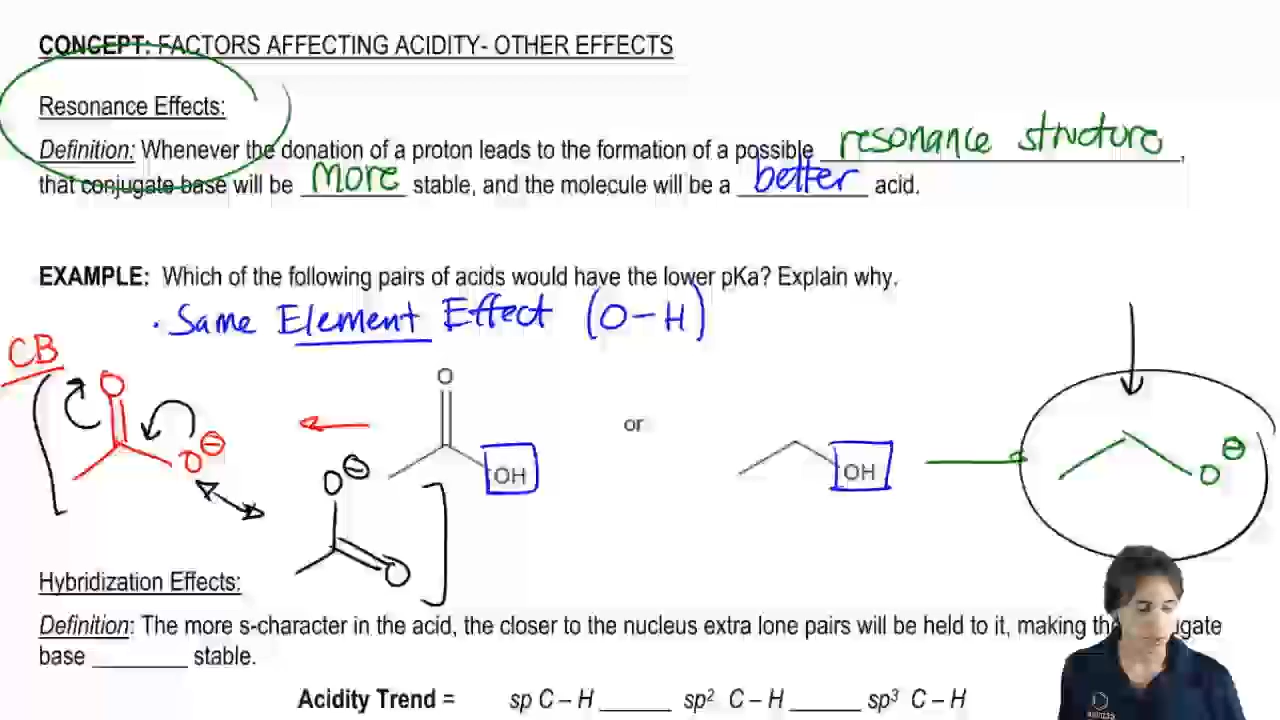 CONCEPT: FACTORS AFFECTING ACIDITY- OTHER EFFECTS
Resonance Effects:
Definition: Whenever the donation of a proton leads to the formation of a possible resonance structure,
that conjugate base will be more stable, and the molecule will be a better acid.
EXAMPLE: Which of the following pairs of acids would have the lower pKa? Explain why.
· Same Element Effect (O-H)
CB
O
O ⊖
O
OH
O ⊖
O
or
OH
O ⊖
Hybridization Effects:
Definition: The more s-character in the acid, the closer to the nucleus extra lone pairs will be held to it, making
base ________ stable.
Acidity Trend = sp C – H ______ sp² C – H ______ sp³ C – H